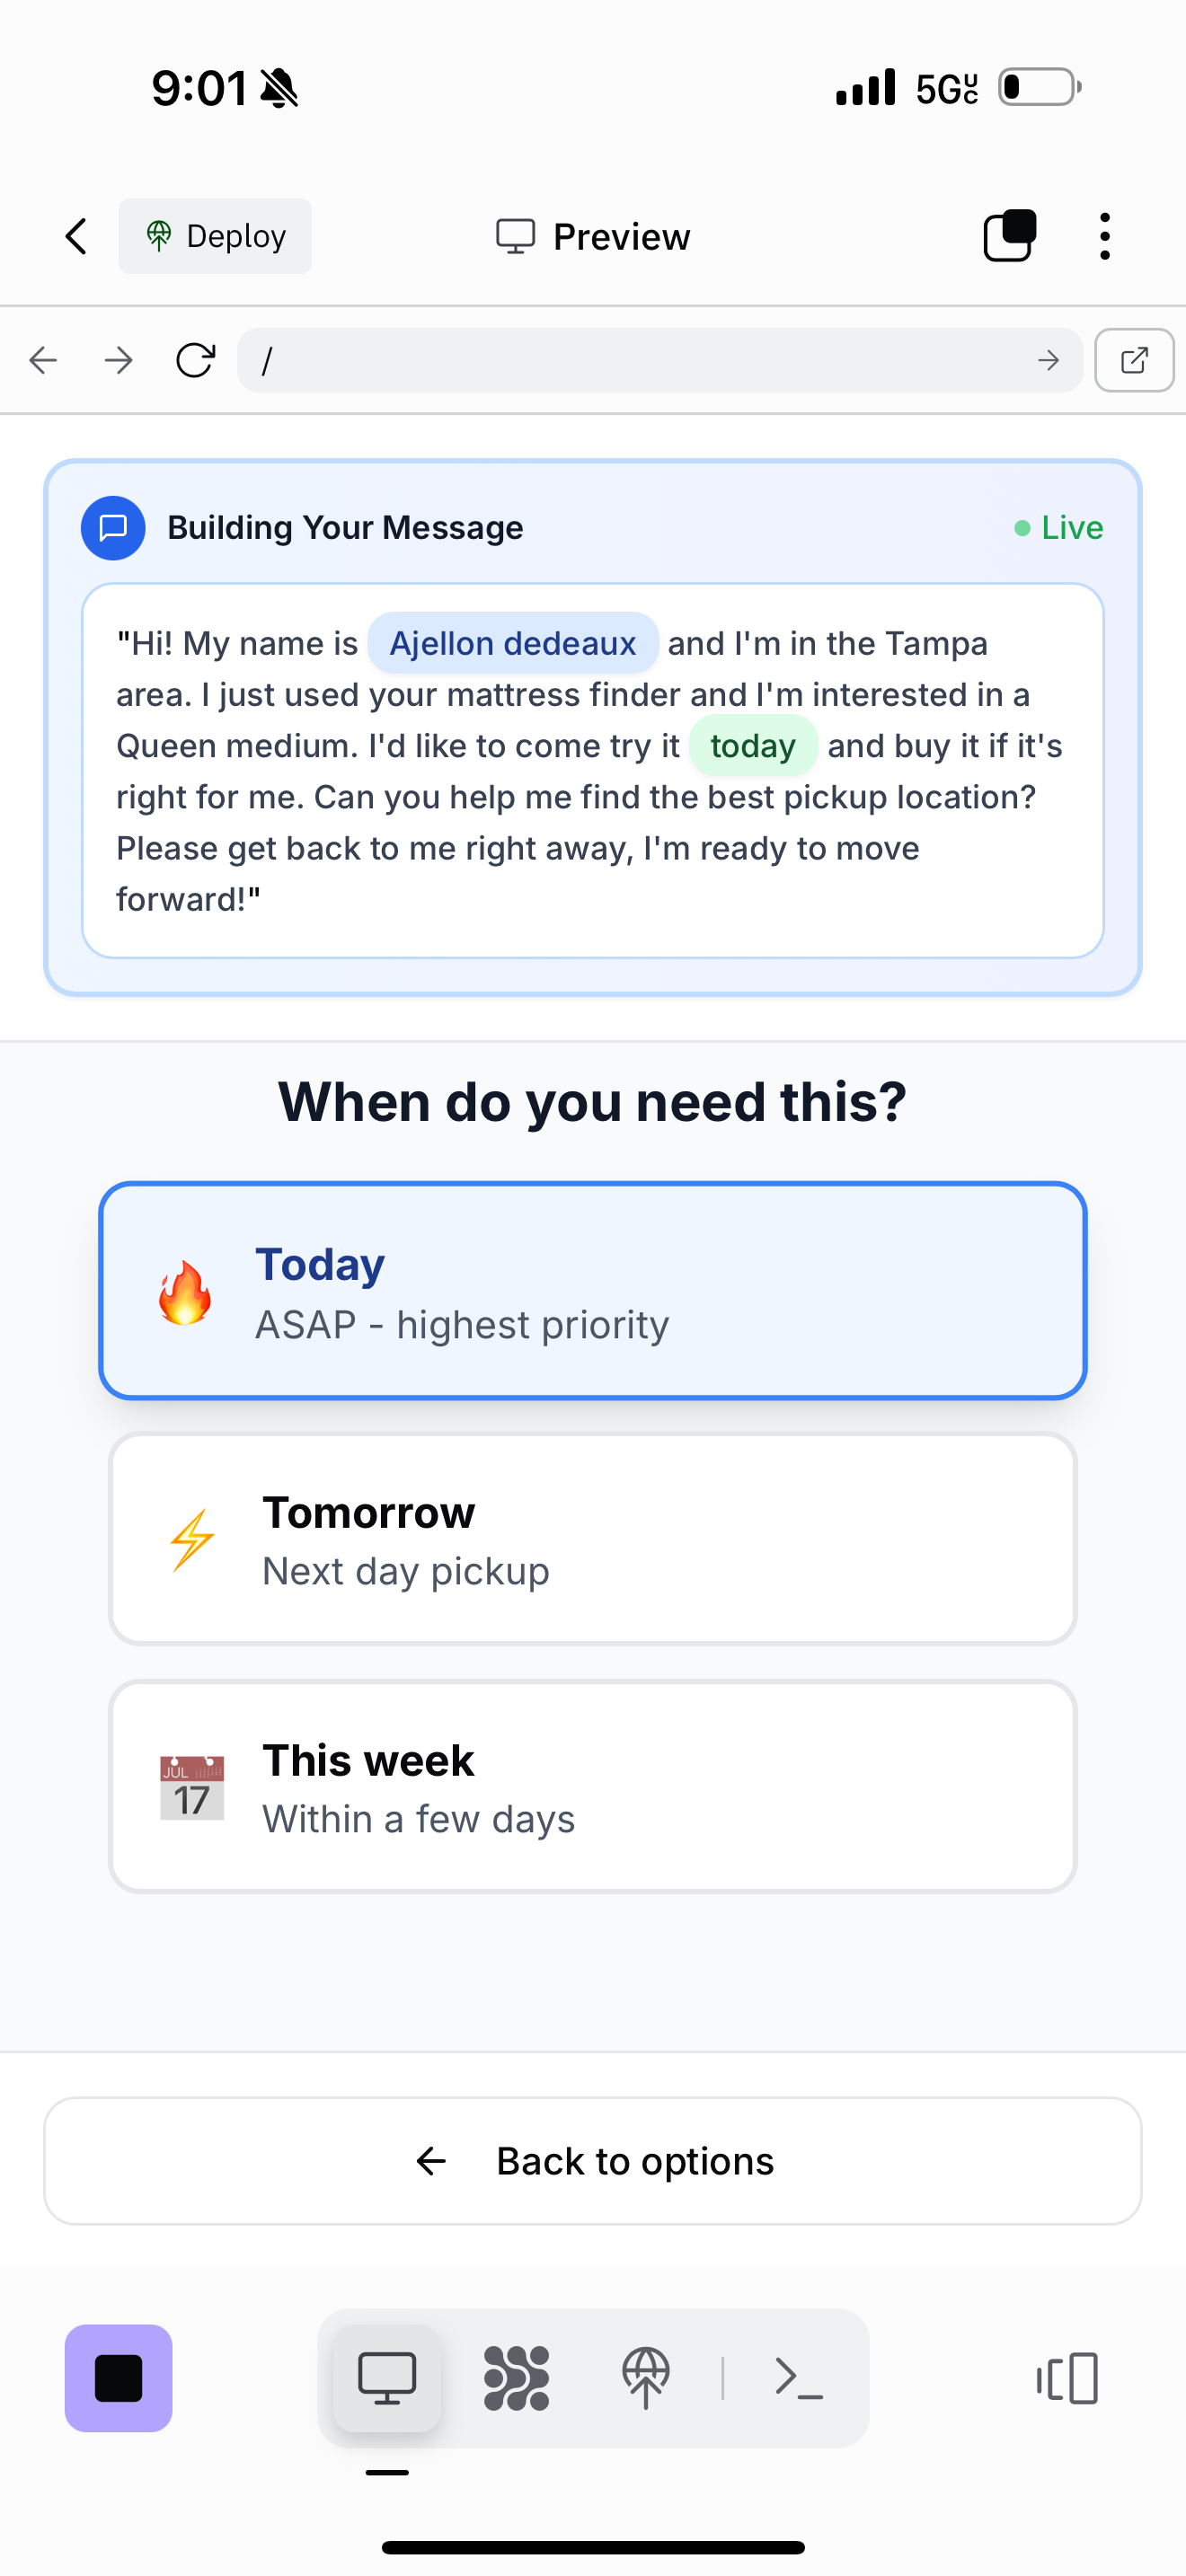 9:01
5GUC
Deploy
Preview
/
Building Your Message
Live
"Hi! My name is Ajellon dedeaux and I'm in the Tampa
area. I just used your mattress finder and I'm interested in a
Queen medium. I'd like to come try it today and buy it if it's
right for me. Can you help me find the best pickup location?
Please get back to me right away, I'm ready to move
forward!"
When do you need this?
Today
ASAP - highest priority
Tomorrow
Next day pickup
JUL
17
This week
Within a few days
Back to options